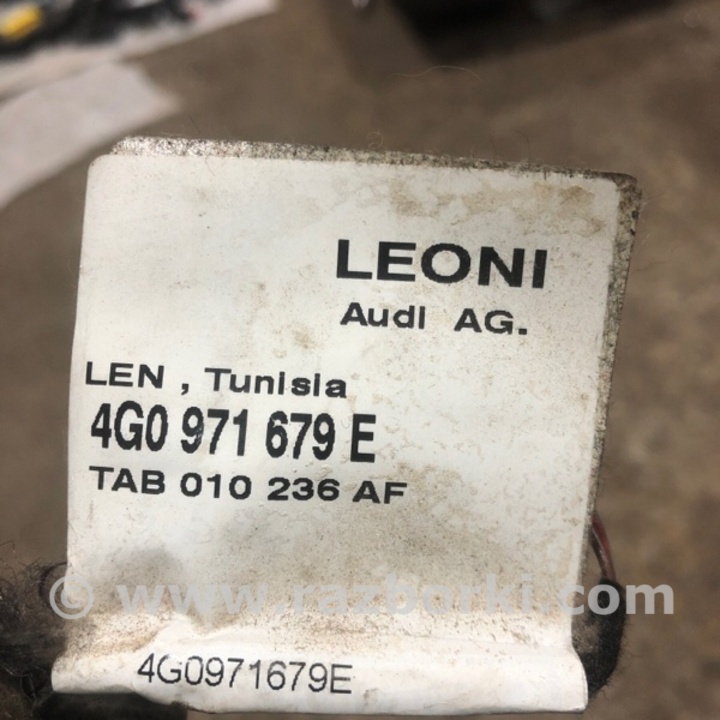 LEONI
Audi AG.
LEN , Tunisia
4G0 971 679 E
TAB 010 236 AF
© www.razborki.com
4G0971679E